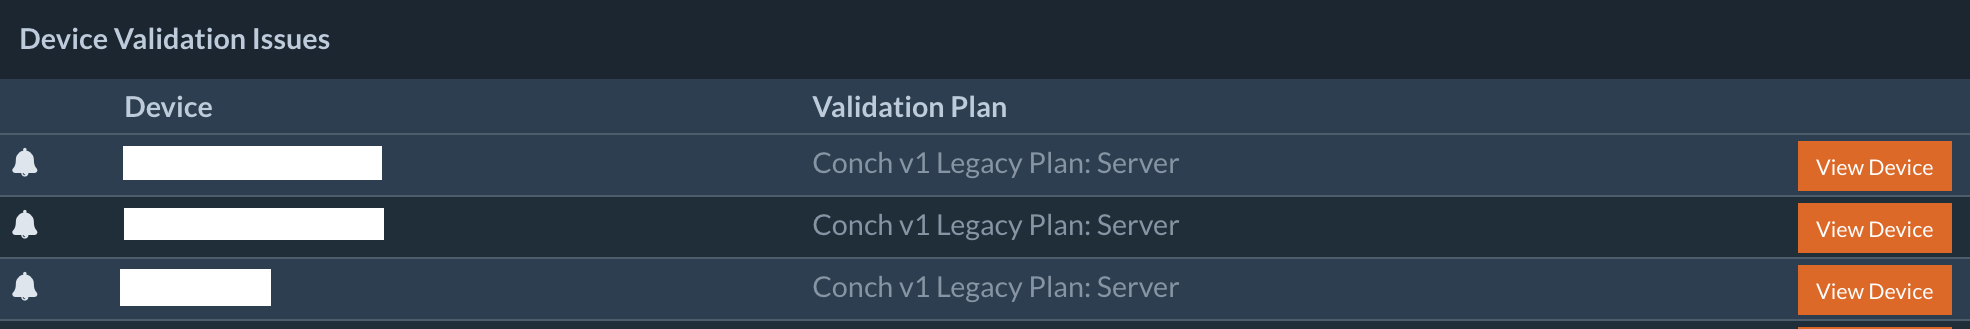 Device Validation Issues
Device Validation Plan
Conch v1 Legacy Plan: Server View Device
Conch v1 Legacy Plan: Server View Device
Conch v1 Legacy Plan: Server View Device